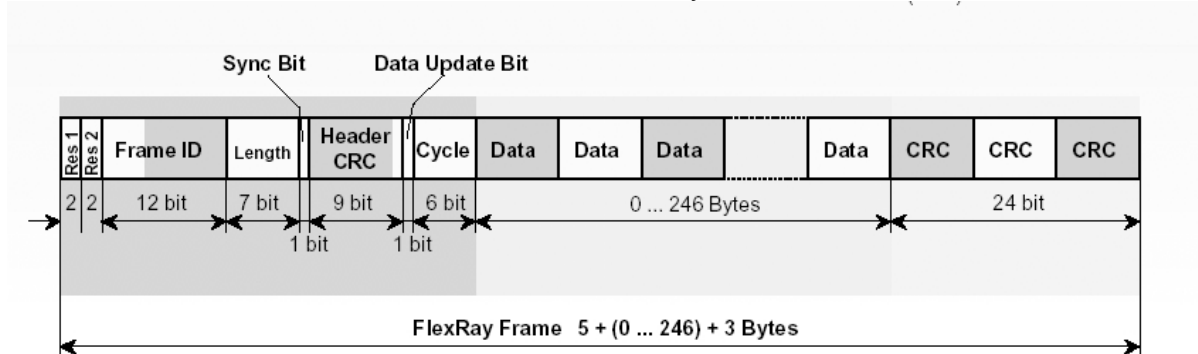 Sync Bit Data Update Bit
Res 1 Res 2 Frame ID Length Header CRC Cycle Data Data Data Data CRC CRC CRC
2 2 12 bit 7 bit 9 bit 6 bit 0 ... 246 Bytes 24 bit
1 bit 1 bit
FlexRay Frame 5 + (0 ... 246) + 3 Bytes